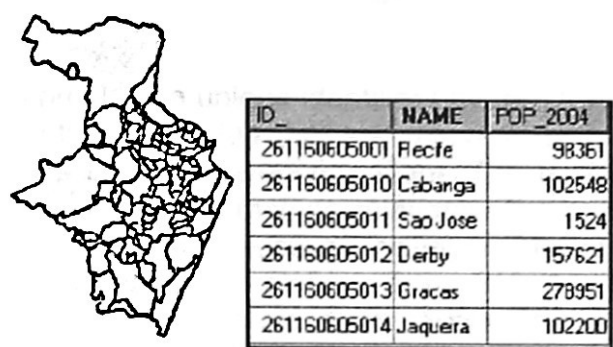 ID_ NAME POP_2004
261160605001 Recife 98361
261160605010 Cabanga 102548
261160605011 Sao Jose 1524
261160605012 Derby 157621
261160605013 Gracas 278951
261160605014 Jaquera 102200